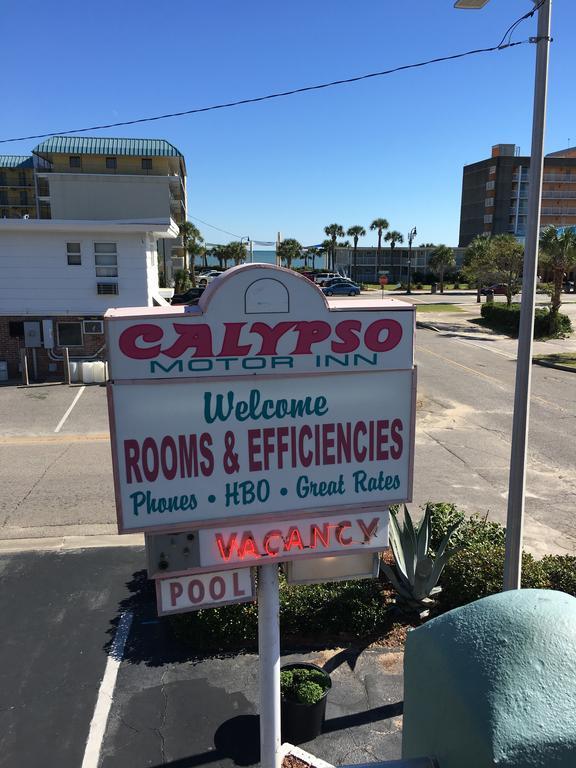 CALYPSO
MOTOR INN
Welcome
ROOMS & EFFICIENCIES
Phones • HBO • Great Rates
VACANCY
POOL